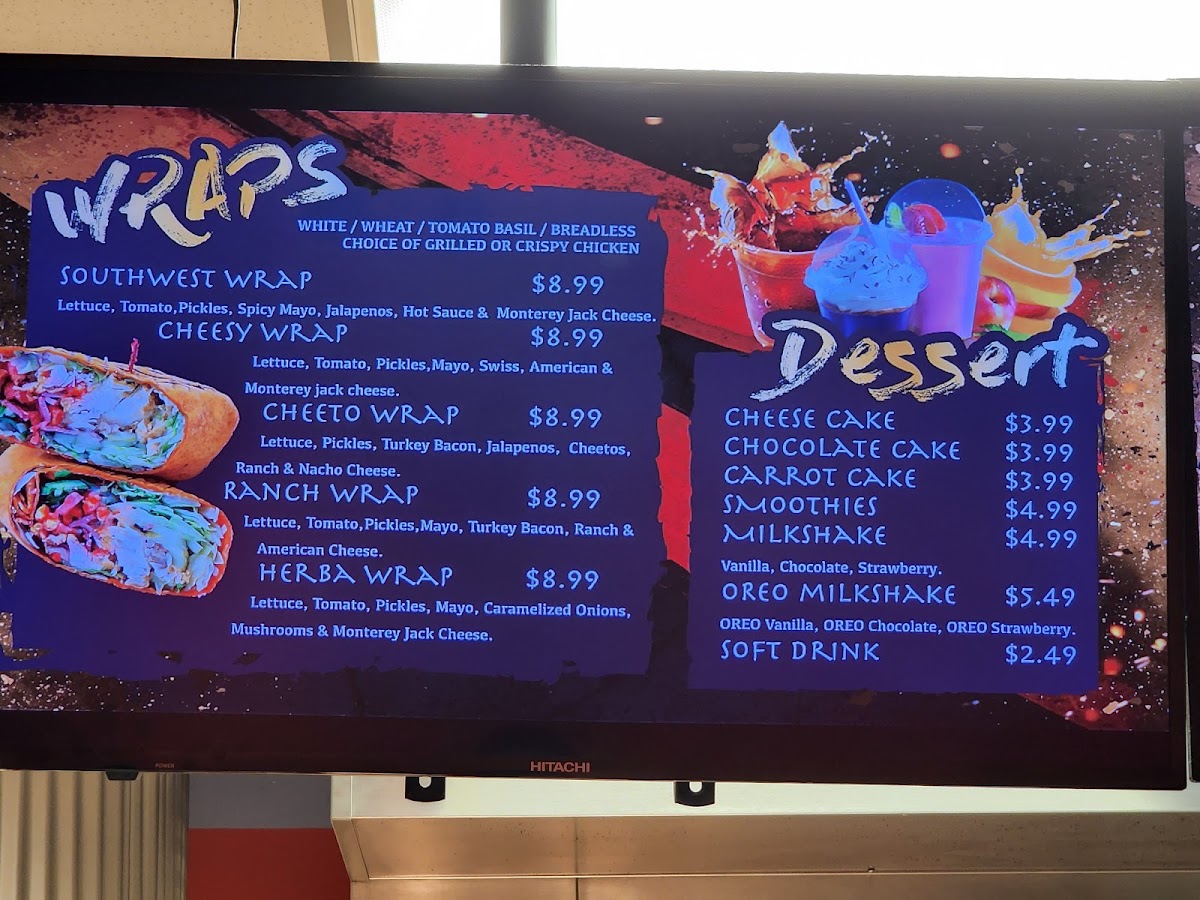 WRAPS
WHITE / WHEAT / TOMATO BASIL / BREADLESS
CHOICE OF GRILLED OR CRISPY CHICKEN
SOUTHWEST WRAP $8.99
Lettuce, Tomato,Pickles, Spicy Mayo, Jalapenos, Hot Sauce & Monterey Jack Cheese.
CHEESY WRAP $8.99
Lettuce, Tomato, Pickles,Mayo, Swiss, American &
Monterey jack cheese.
CHEETO WRAP $8.99
Lettuce, Pickles, Turkey Bacon, Jalapenos, Cheetos,
Ranch & Nacho Cheese.
RANCH WRAP $8.99
Lettuce, Tomato,Pickles,Mayo, Turkey Bacon, Ranch &
American Cheese.
HERBA WRAP $8.99
Lettuce, Tomato, Pickles, Mayo, Caramelized Onions,
Mushrooms & Monterey Jack Cheese.
Dessert
CHEESE CAKE $3.99
CHOCOLATE CAKE $3.99
CARROT CAKE $3.99
SMOOTHIES $4.99
MILKSHAKE $4.99
Vanilla, Chocolate, Strawberry.
OREO MILKSHAKE $5.49
OREO Vanilla, OREO Chocolate, OREO Strawberry.
SOFT DRINK $2.49
POWER
HITACHI